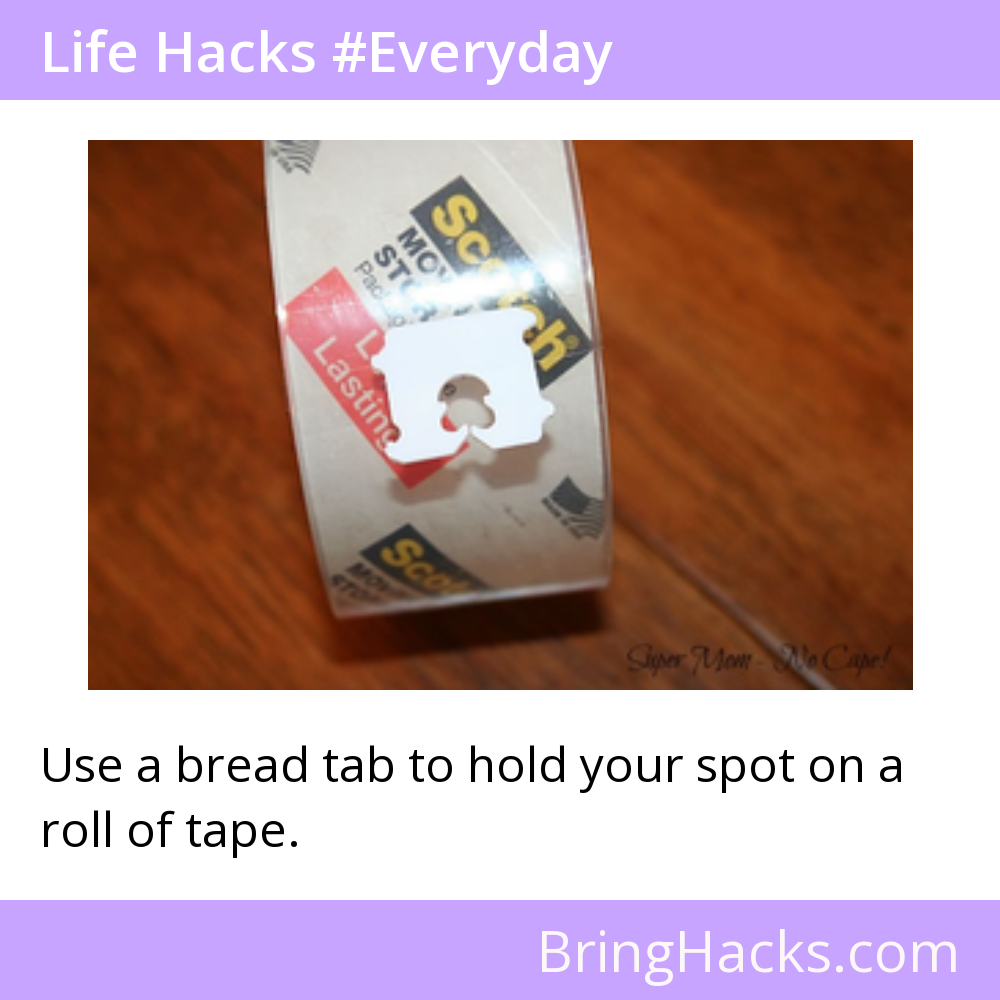 Life Hacks #Everyday
Scotch
Lasting
Super Mom - No Cape!
Use a bread tab to hold your spot on a
roll of tape.
BringHacks.com